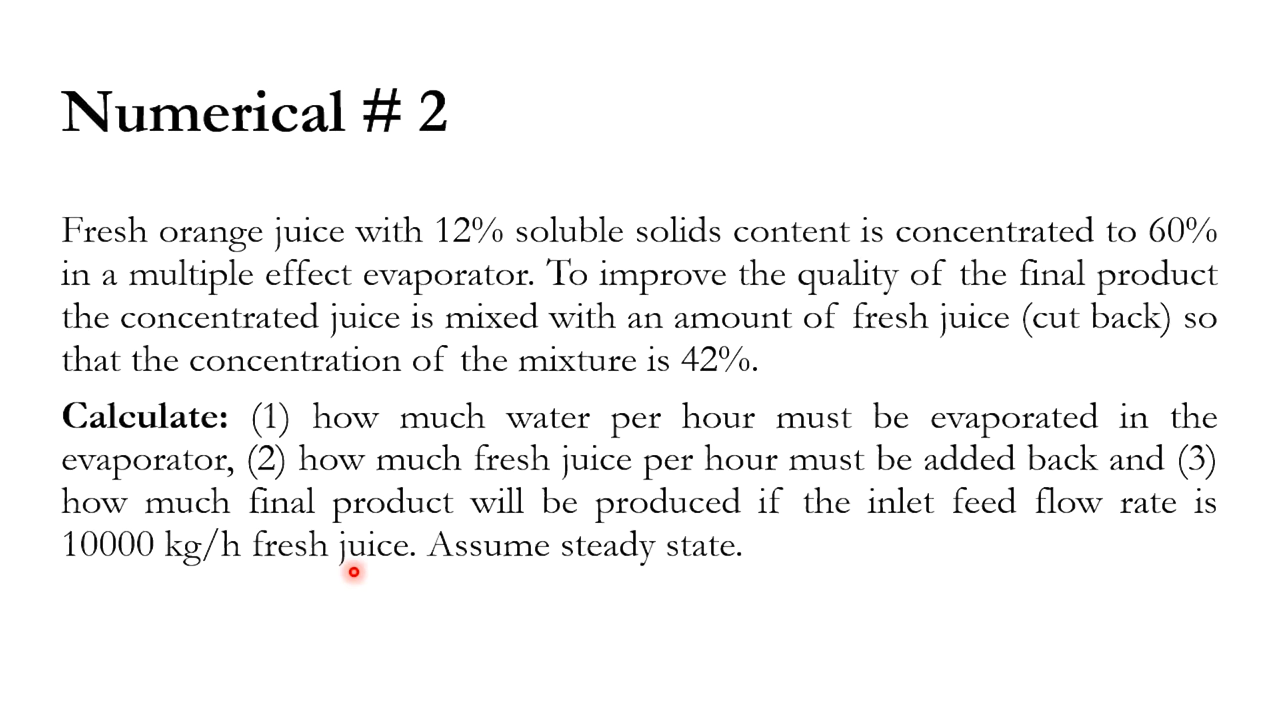 Numerical # 2
Fresh orange juice with 12% soluble solids content is concentrated to 60%
in a multiple effect evaporator. To improve the quality of the final product
the concentrated juice is mixed with an amount of fresh juice (cut back) so
that the concentration of the mixture is 42%.
Calculate: (1) how much water per hour must be evaporated in the
evaporator, (2) how much fresh juice per hour must be added back and (3)
how much final product will be produced if the inlet feed flow rate is
10000 kg/h fresh juice. Assume steady state.